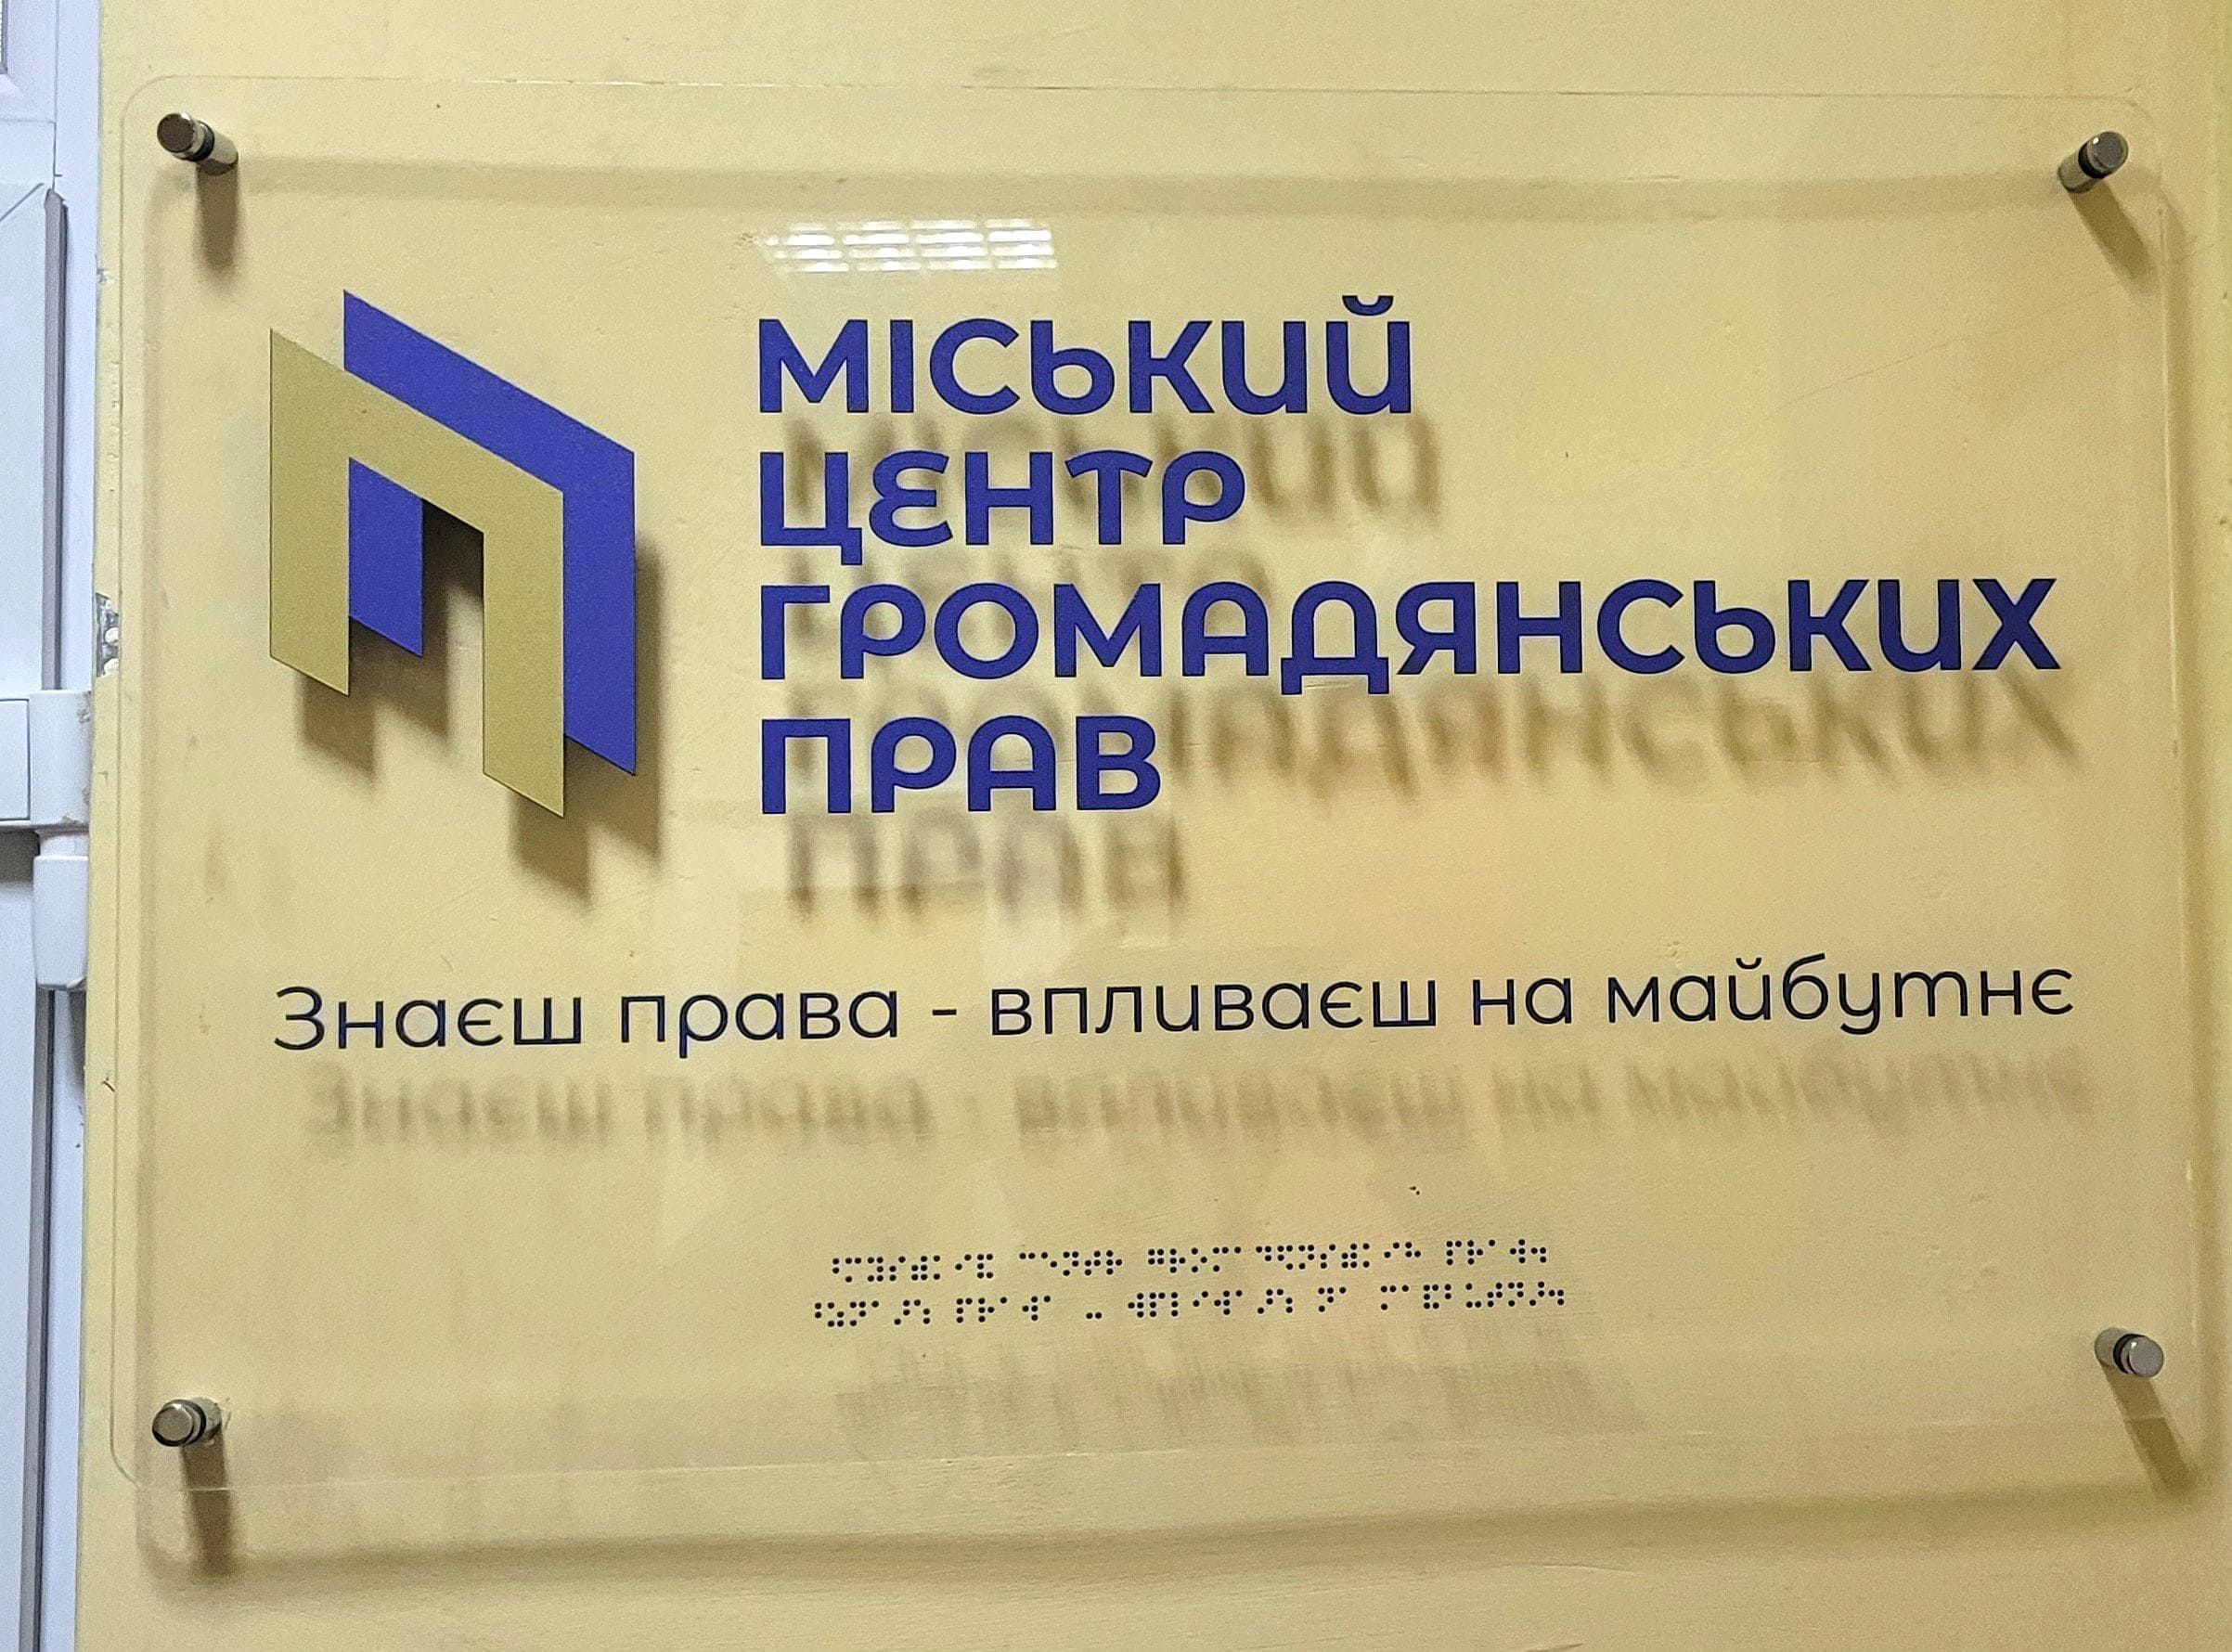 МІСЬКИЙ
ЦЕНТР
ГРОМАДЯНСЬКИХ
ПРАВ
Знаєш права - впливаєш на майбутнє